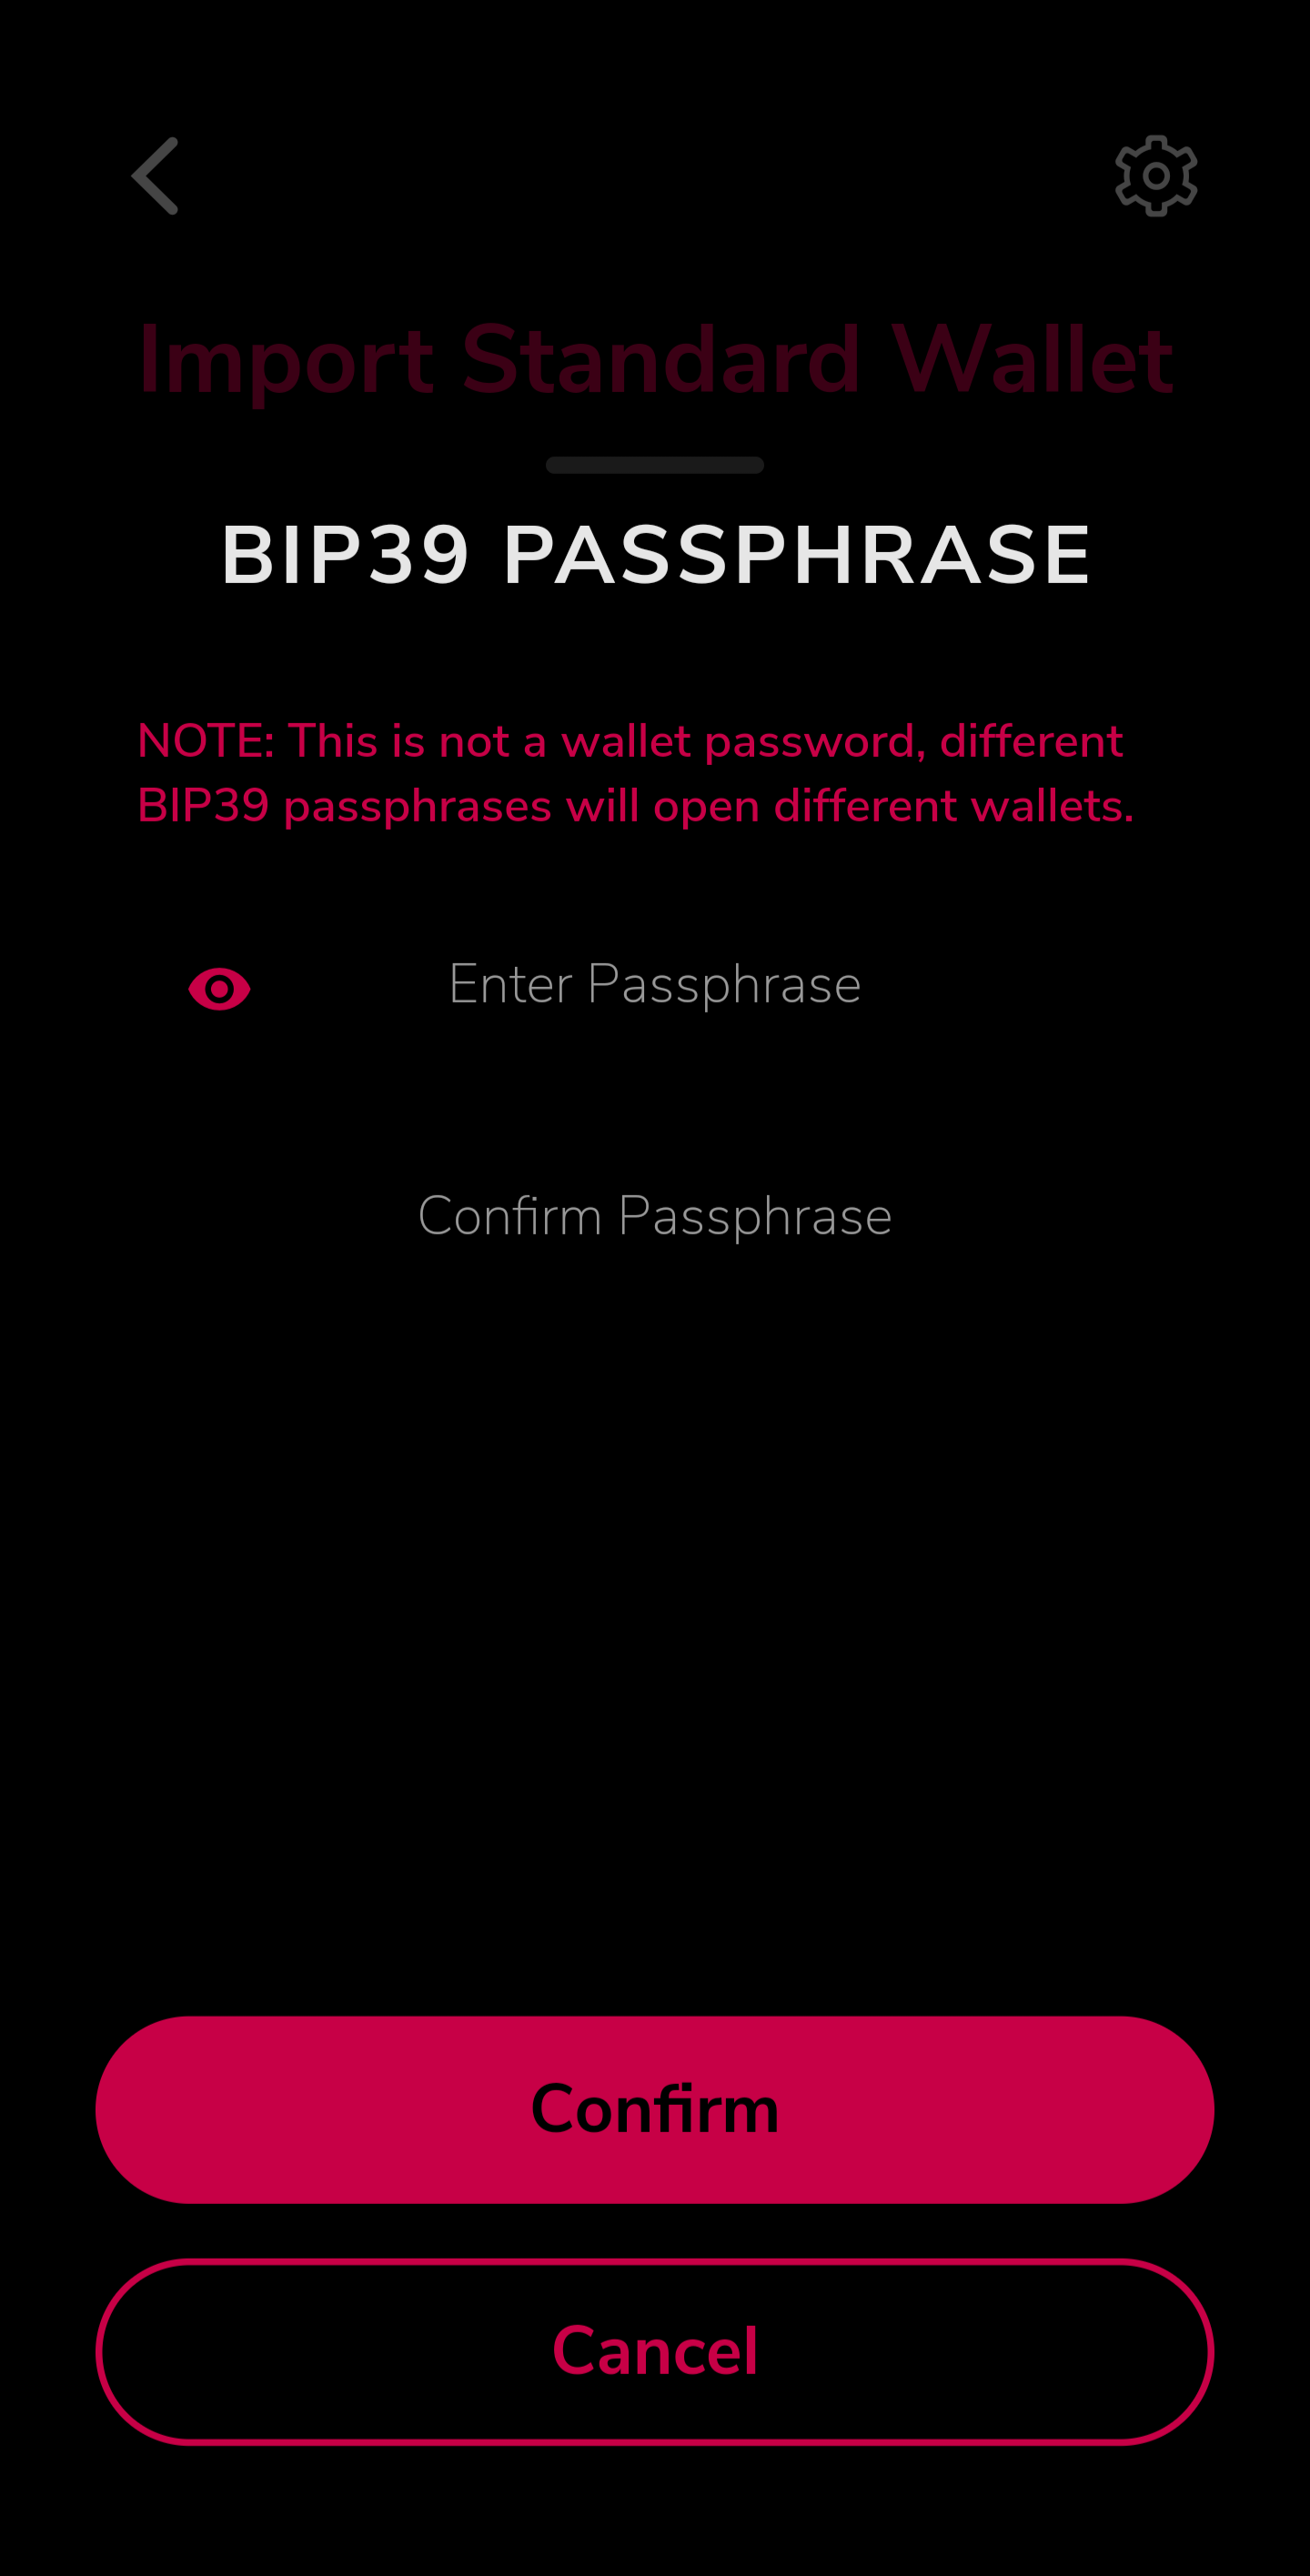 Import Standard Wallet
BIP39 PASSPHRASE
NOTE: This is not a wallet password, different
BIP39 passphrases will open different wallets.
Enter Passphrase
Confirm Passphrase
Confirm
Cancel